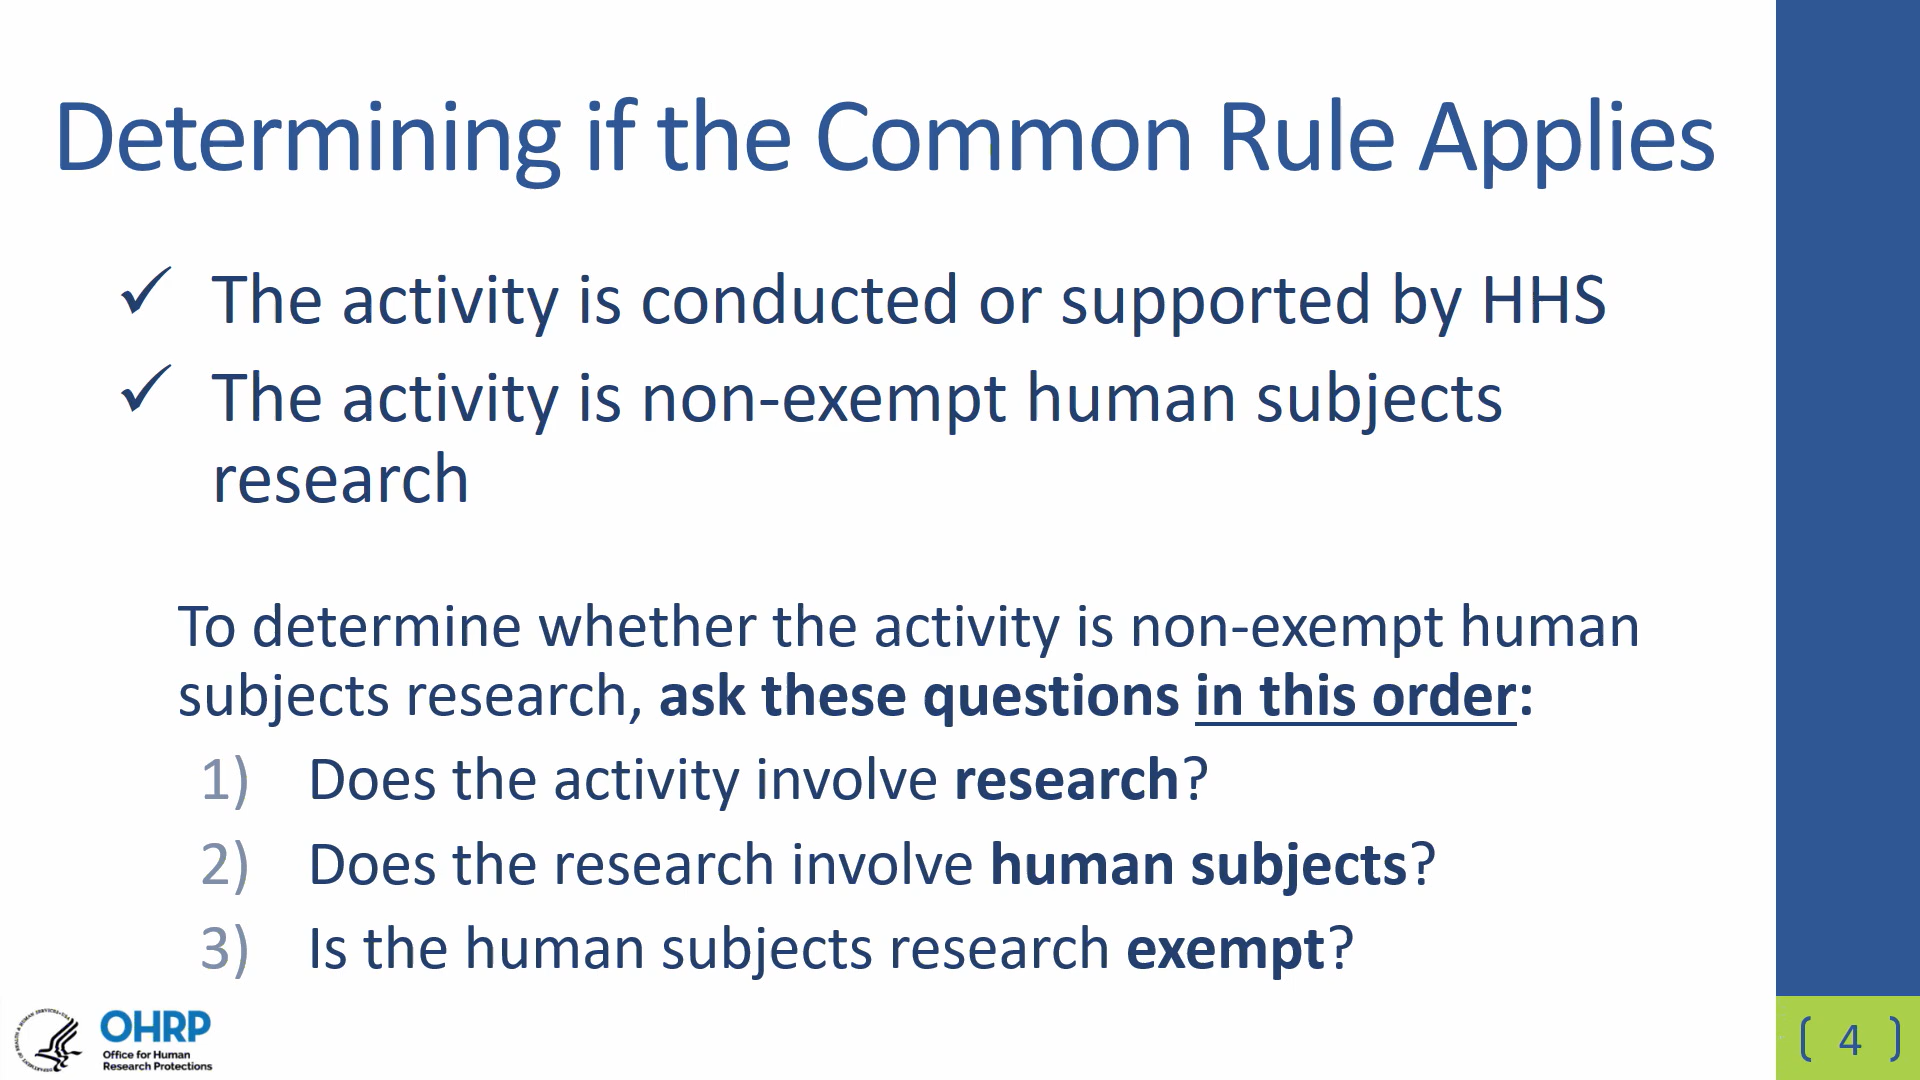 Determining if the Common Rule Applies
✓ The activity is conducted or supported by HHS
✓ The activity is non-exempt human subjects
research
To determine whether the activity is non-exempt human
subjects research, ask these questions in this order:
1) Does the activity involve research?
2) Does the research involve human subjects?
3) Is the human subjects research exempt?
OHRP
Office for Human
Research Protections
( 4 )